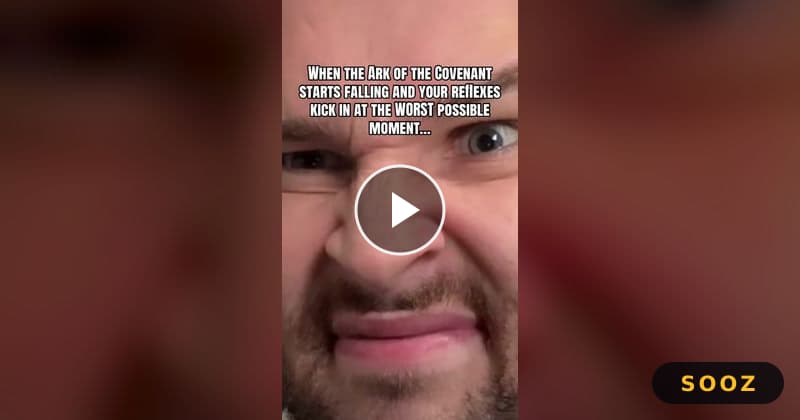 When the Ark of the Covenant
starts falling and your reflexes
kick in at the WORST possible
moment...
SOOZ